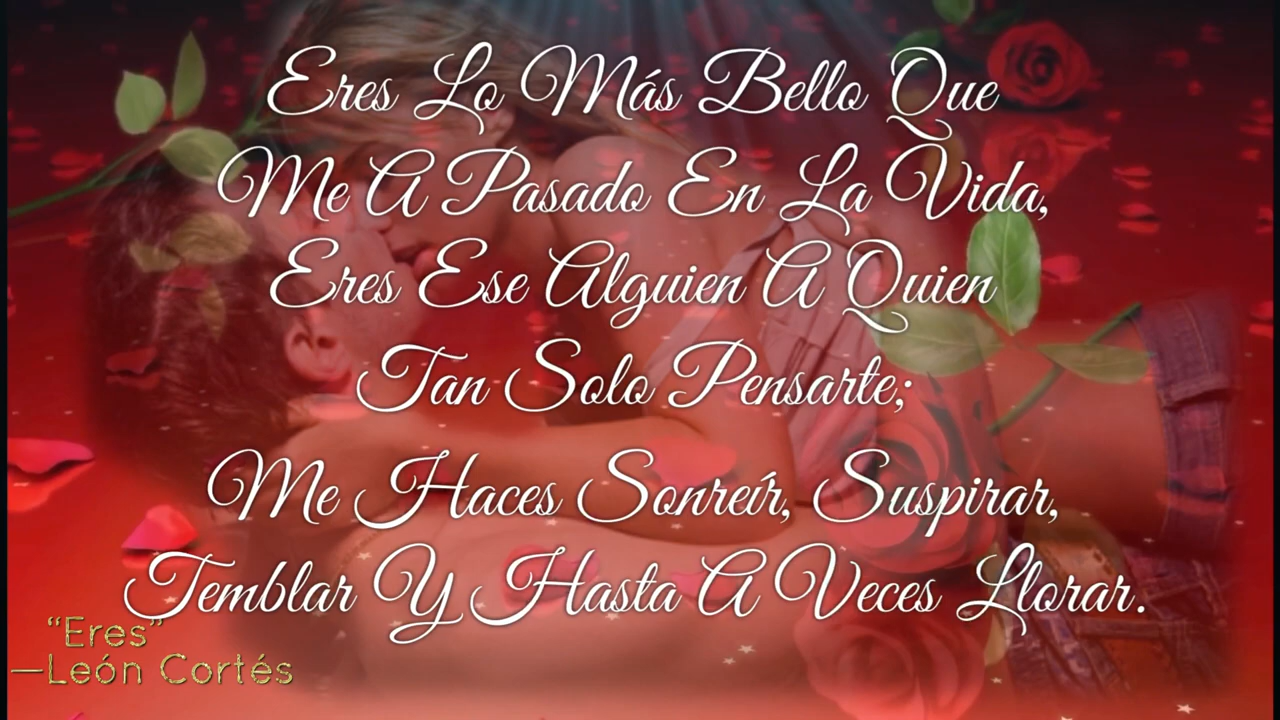 Eres Lo Más Bello Que
Me A Pasado En La Vida,
Eres Ese Alguien A Quien
Tan Solo Pensarte;
Me Haces Sonreír, Suspirar,
Temblar Y Hasta A Veces Llorar.
“Eres”
—León Cortés